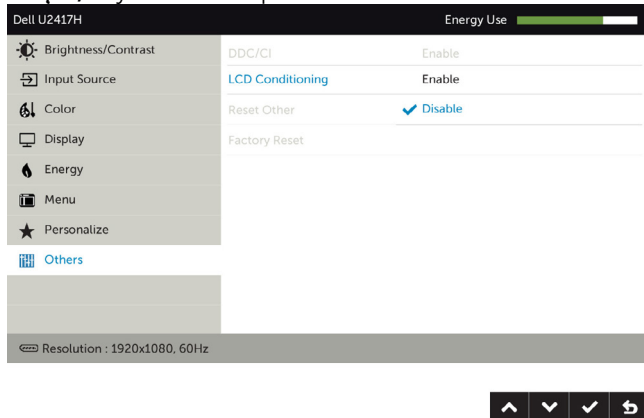 Dell U2417H
Energy Use
Brightness/Contrast
Input Source
Color
Display
Energy
Menu
Personalize
Others
DDC/CI Enable
LCD Conditioning Enable
Reset Other Disable
Factory Reset
Resolution : 1920x1080, 60Hz